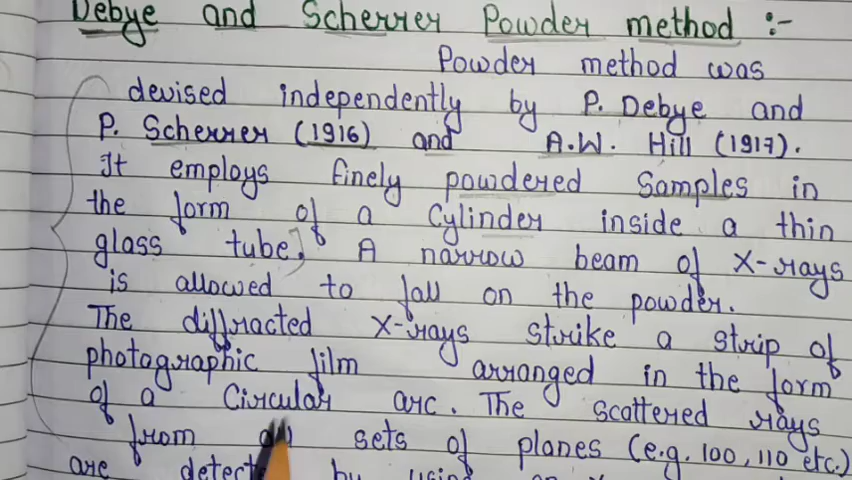 Debye and Scherrer Powder method :-
Powder method was
devised independently by P. Debye and
P. Scherrer (1916) and A.W. Hill (1917).
It employs finely powdered Samples in
the form of a Cylinder inside a thin
glass tube. A narrow beam of X-rays
is allowed to fall on the powder.
The diffracted X-rays strike a strip of
photographic film arranged in the form
of a Circular arc. The scattered rays
from sets of planes (e.g. 100, 110 etc.)
are by using